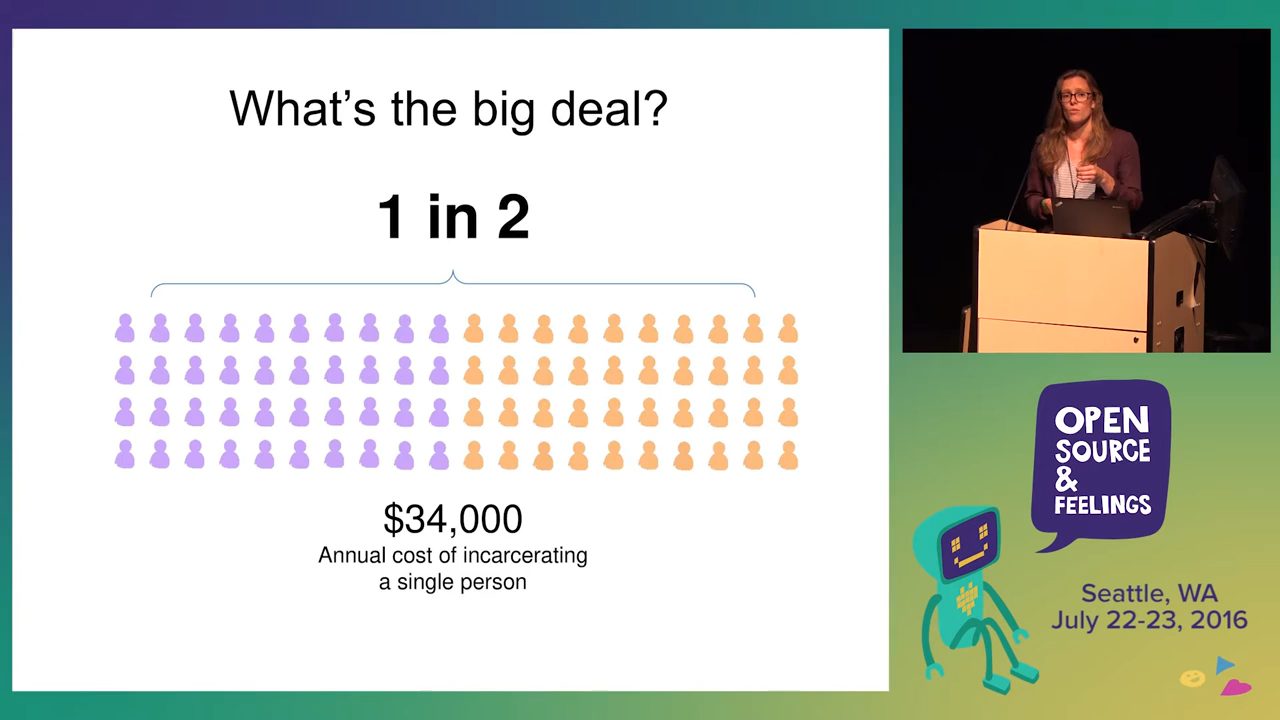 What's the big deal?
1 in 2
$34,000
Annual cost of incarcerating
a single person
OPEN
SOURCE
&
FEELINGS
Seattle, WA
July 22-23, 2016